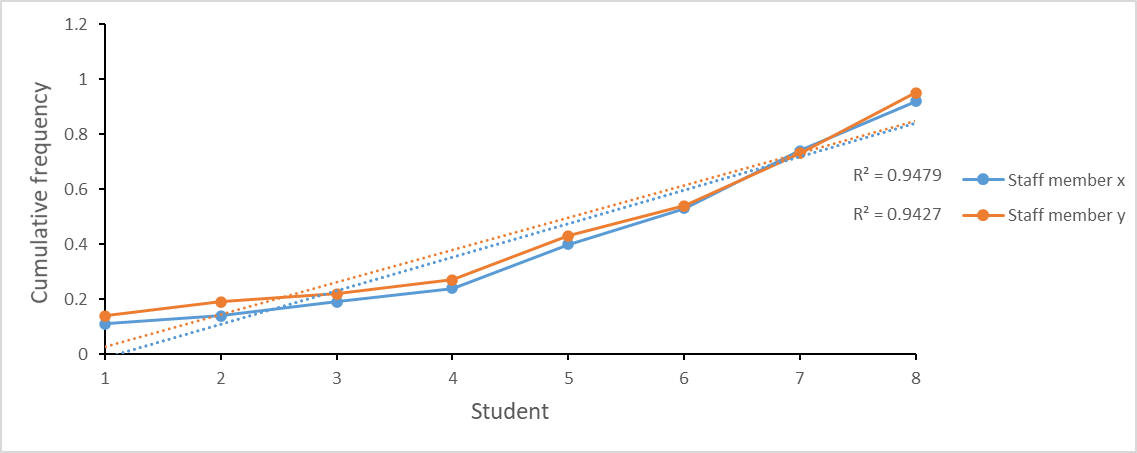 1.2
1
0.8
0.6
0.4
0.2
0
Cumulative frequency
1 2 3 4 5 6 7 8
Student
R² = 0.9479
R² = 0.9427
Staff member x
Staff member y